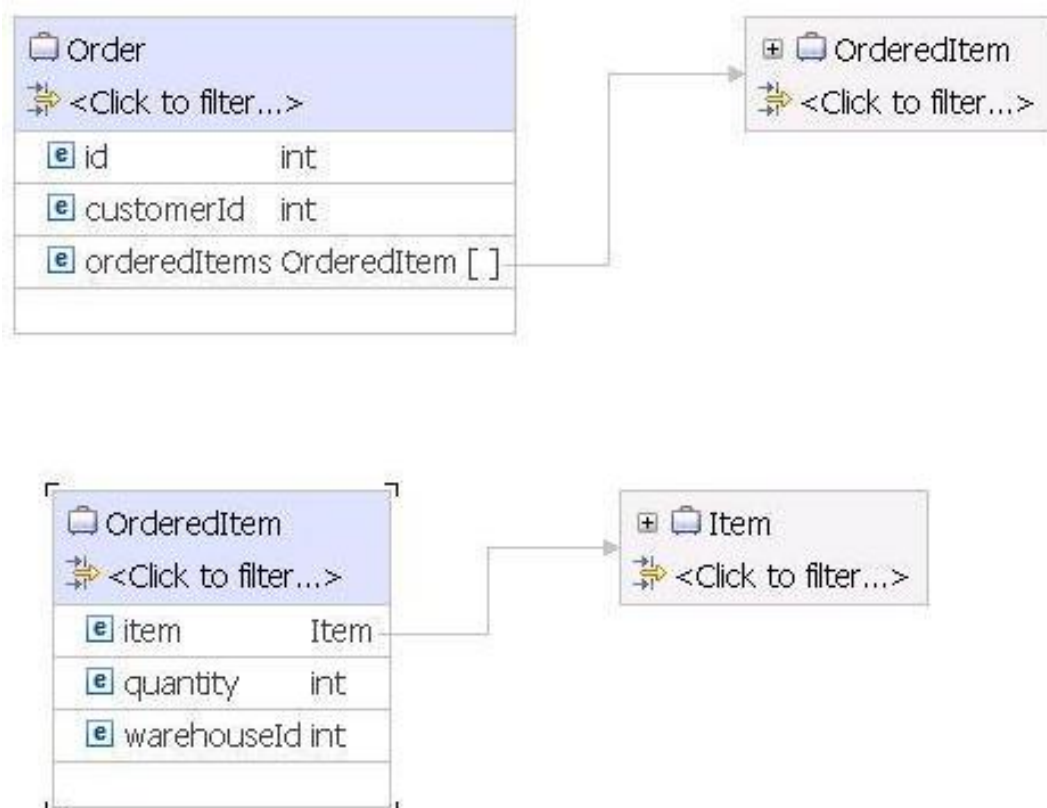 Order
<Click to filter...>
e id int
e customerId int
e orderedItems OrderedItem [ ]
OrderedItem
<Click to filter...>
OrderedItem
<Click to filter...>
e item Item
e quantity int
e warehouseId int
Item
<Click to filter...>